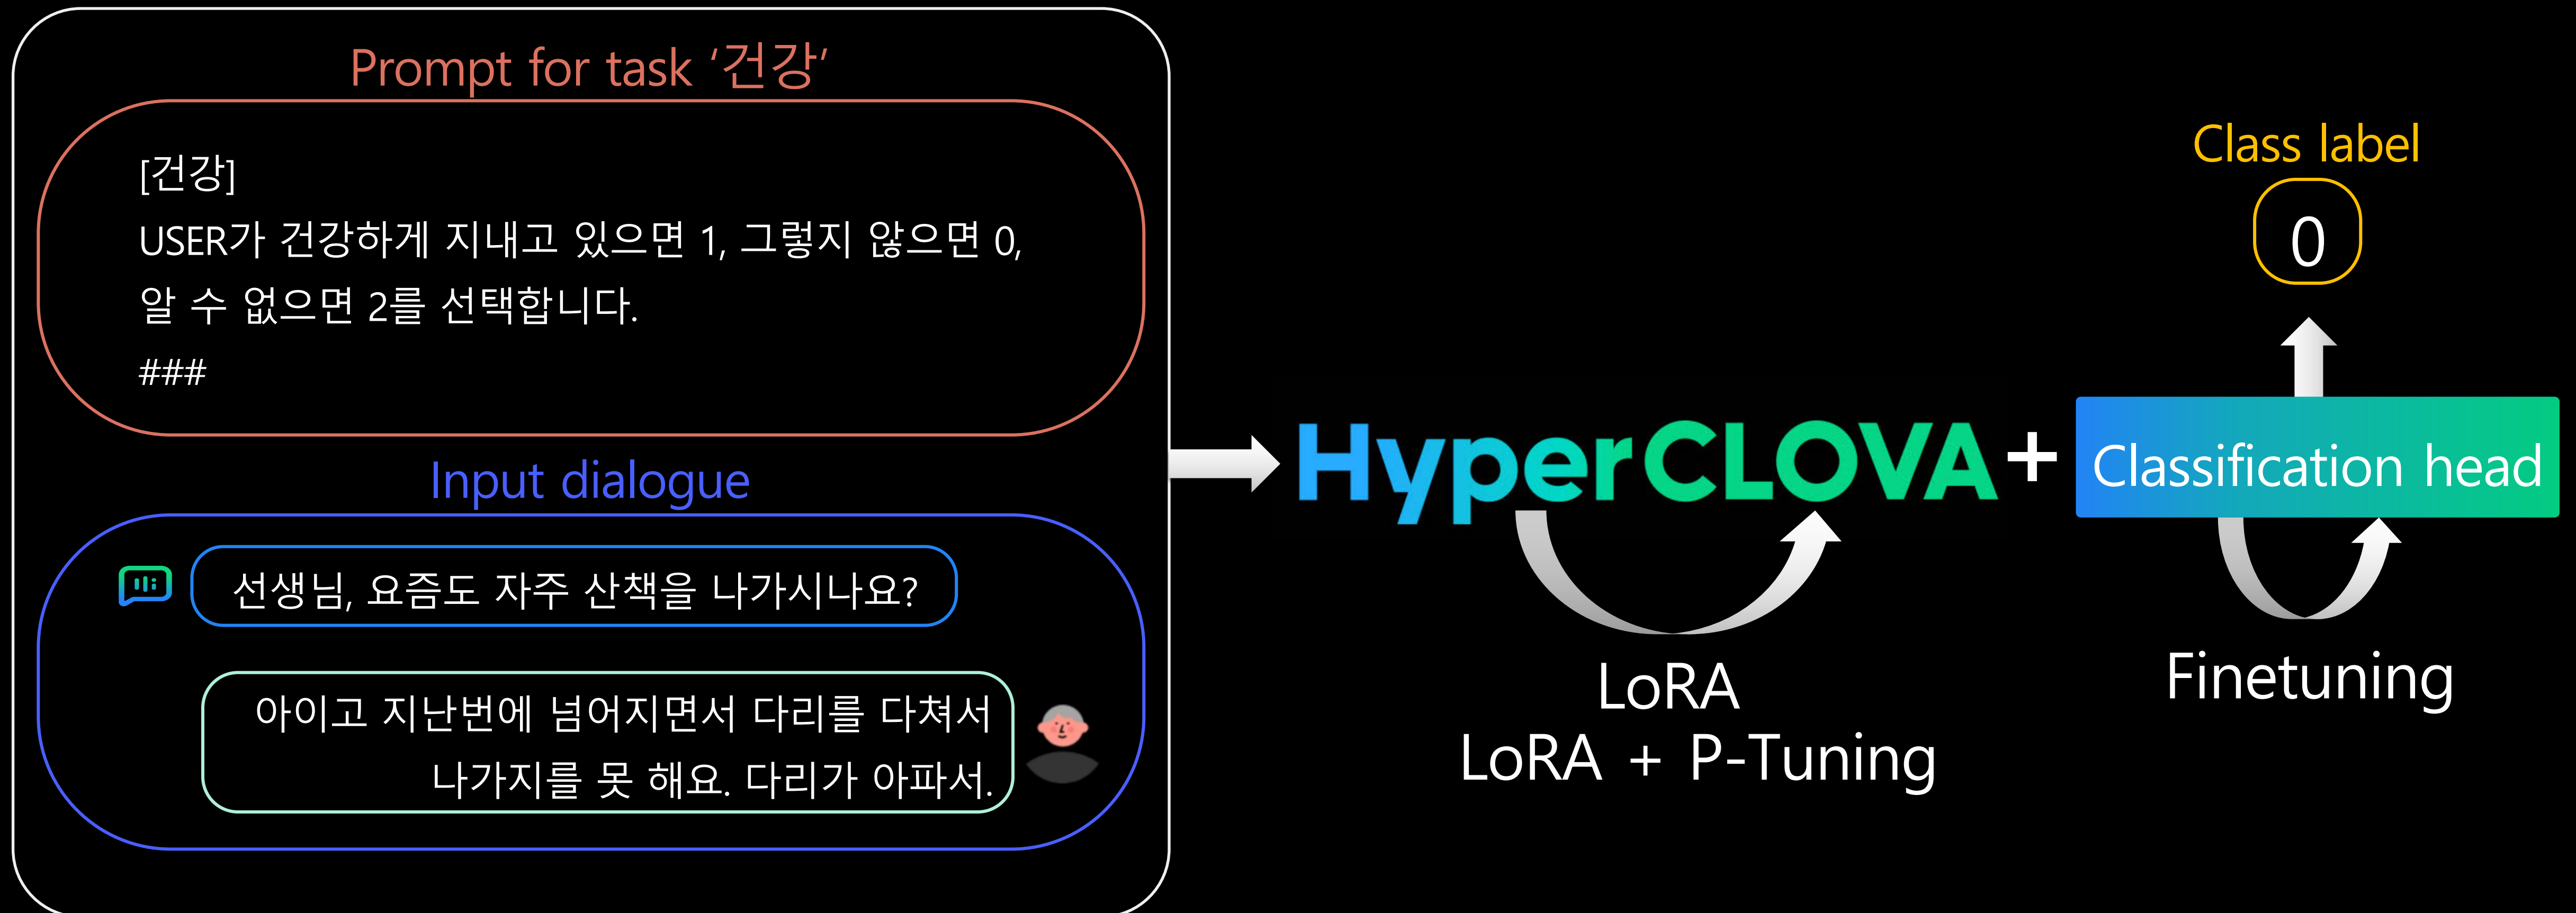 Prompt for task ‘건강’
[건강]
USER가 건강하게 지내고 있으면 1, 그렇지 않으면 0,
알 수 없으면 2를 선택합니다.
###
Input dialogue
선생님, 요즘도 자주 산책을 나가시나요?
아이고 지난번에 넘어지면서 다리를 다쳐서
나가지를 못 해요. 다리가 아파서.
HyperCLOVA
+
Classification head
Class label
0
LoRA
LoRA + P-Tuning
Finetuning